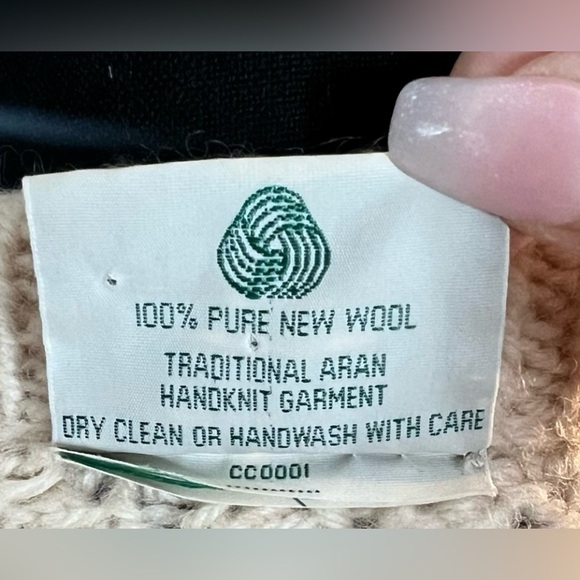 100% PURE NEW WOOL
TRADITIONAL ARAN
HANDKNIT GARMENT
DRY CLEAN OR HANDWASH WITH CARE
CC0001